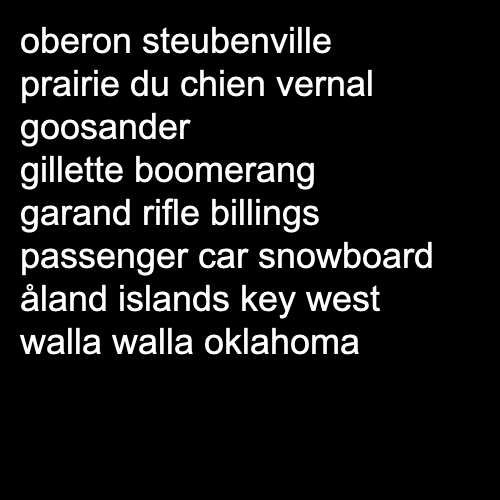 oberon steubenville
prairie du chien vernal
goosander
gillette boomerang
garand rifle billings
passenger car snowboard
åland islands key west
walla walla oklahoma